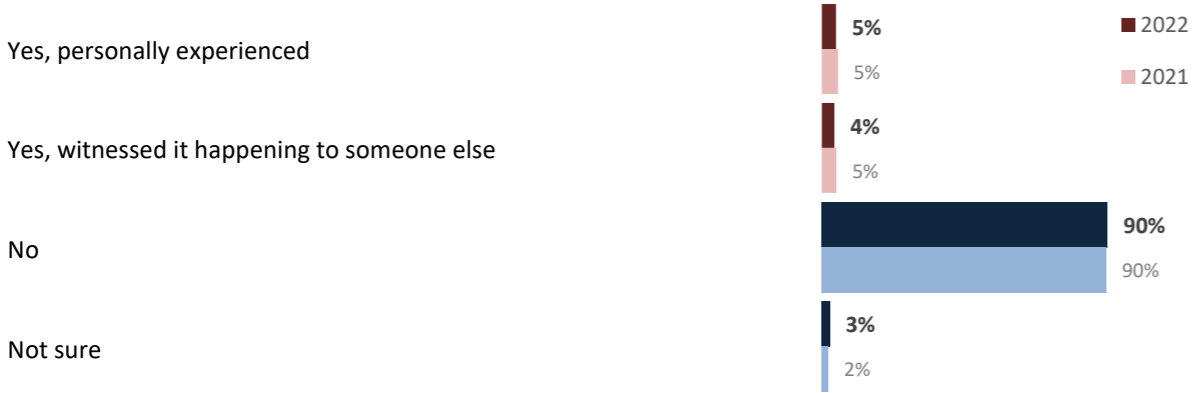 5%
2022
Yes, personally experienced
5%
2021
4%
Yes, witnessed it happening to someone else
5%
90%
No
90%
3%
Not sure
2%